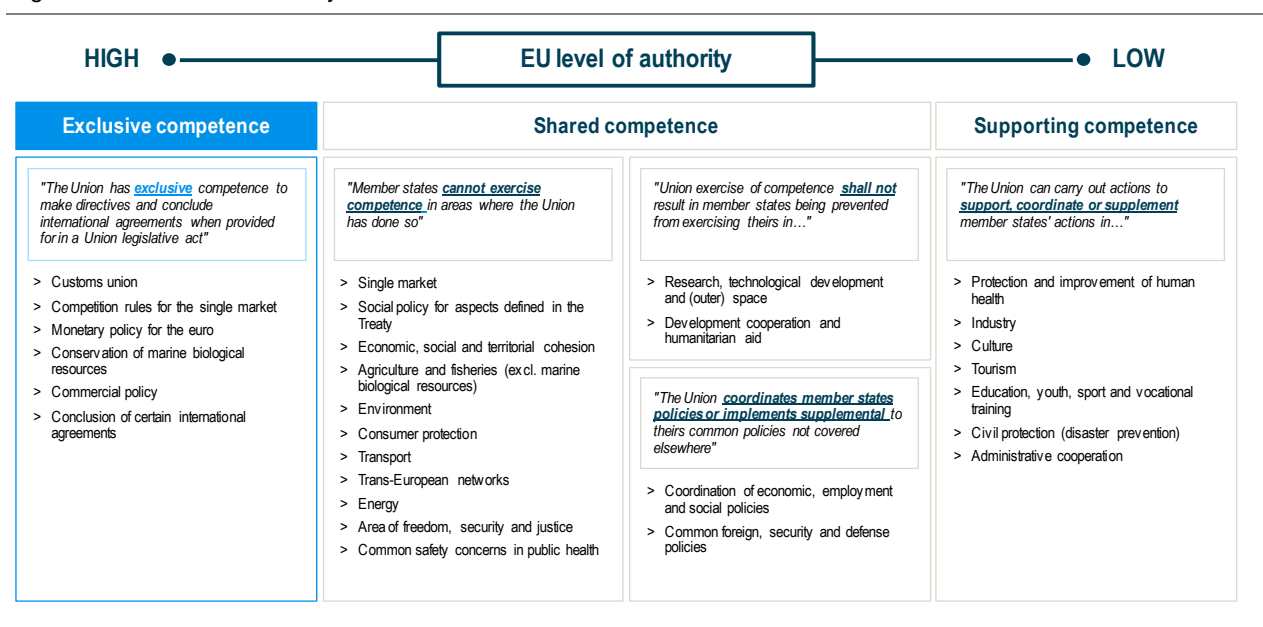 HIGH
EU level of authority
LOW
Exclusive competence
Shared competence
Supporting competence
"The Union has exclusive competence to
make directives and conclude
international agreements when provided
for in a Union legislative act"
> Customs union
> Competition rules for the single market
> Monetary policy for the euro
> Conservation of marine biological
resources
> Commercial policy
> Conclusion of certain international
agreements
"Member states cannot exercise
competence in areas where the Union
has done so"
> Single market
> Social policy for aspects defined in the
Treaty
> Economic, social and territorial cohesion
> Agriculture and fisheries (excl. marine
biological resources)
> Environment
> Consumer protection
> Transport
> Trans-European networks
> Energy
> Area of freedom, security and justice
> Common safety concerns in public health
"Union exercise of competence shall not
result in member states being prevented
from exercising theirs in…"
> Research, technological development
and (outer) space
> Development cooperation and
humanitarian aid
"The Union coordinates member states
policies or implements supplemental to
theirs common policies not covered
elsewhere"
> Coordination of economic, employment
and social policies
> Common foreign, security and defense
policies
"The Union can carry out actions to
support, coordinate or supplement
member states' actions in…"
> Protection and improvement of human
health
> Industry
> Culture
> Tourism
> Education, youth, sport and vocational
training
> Civil protection (disaster prevention)
> Administrative cooperation